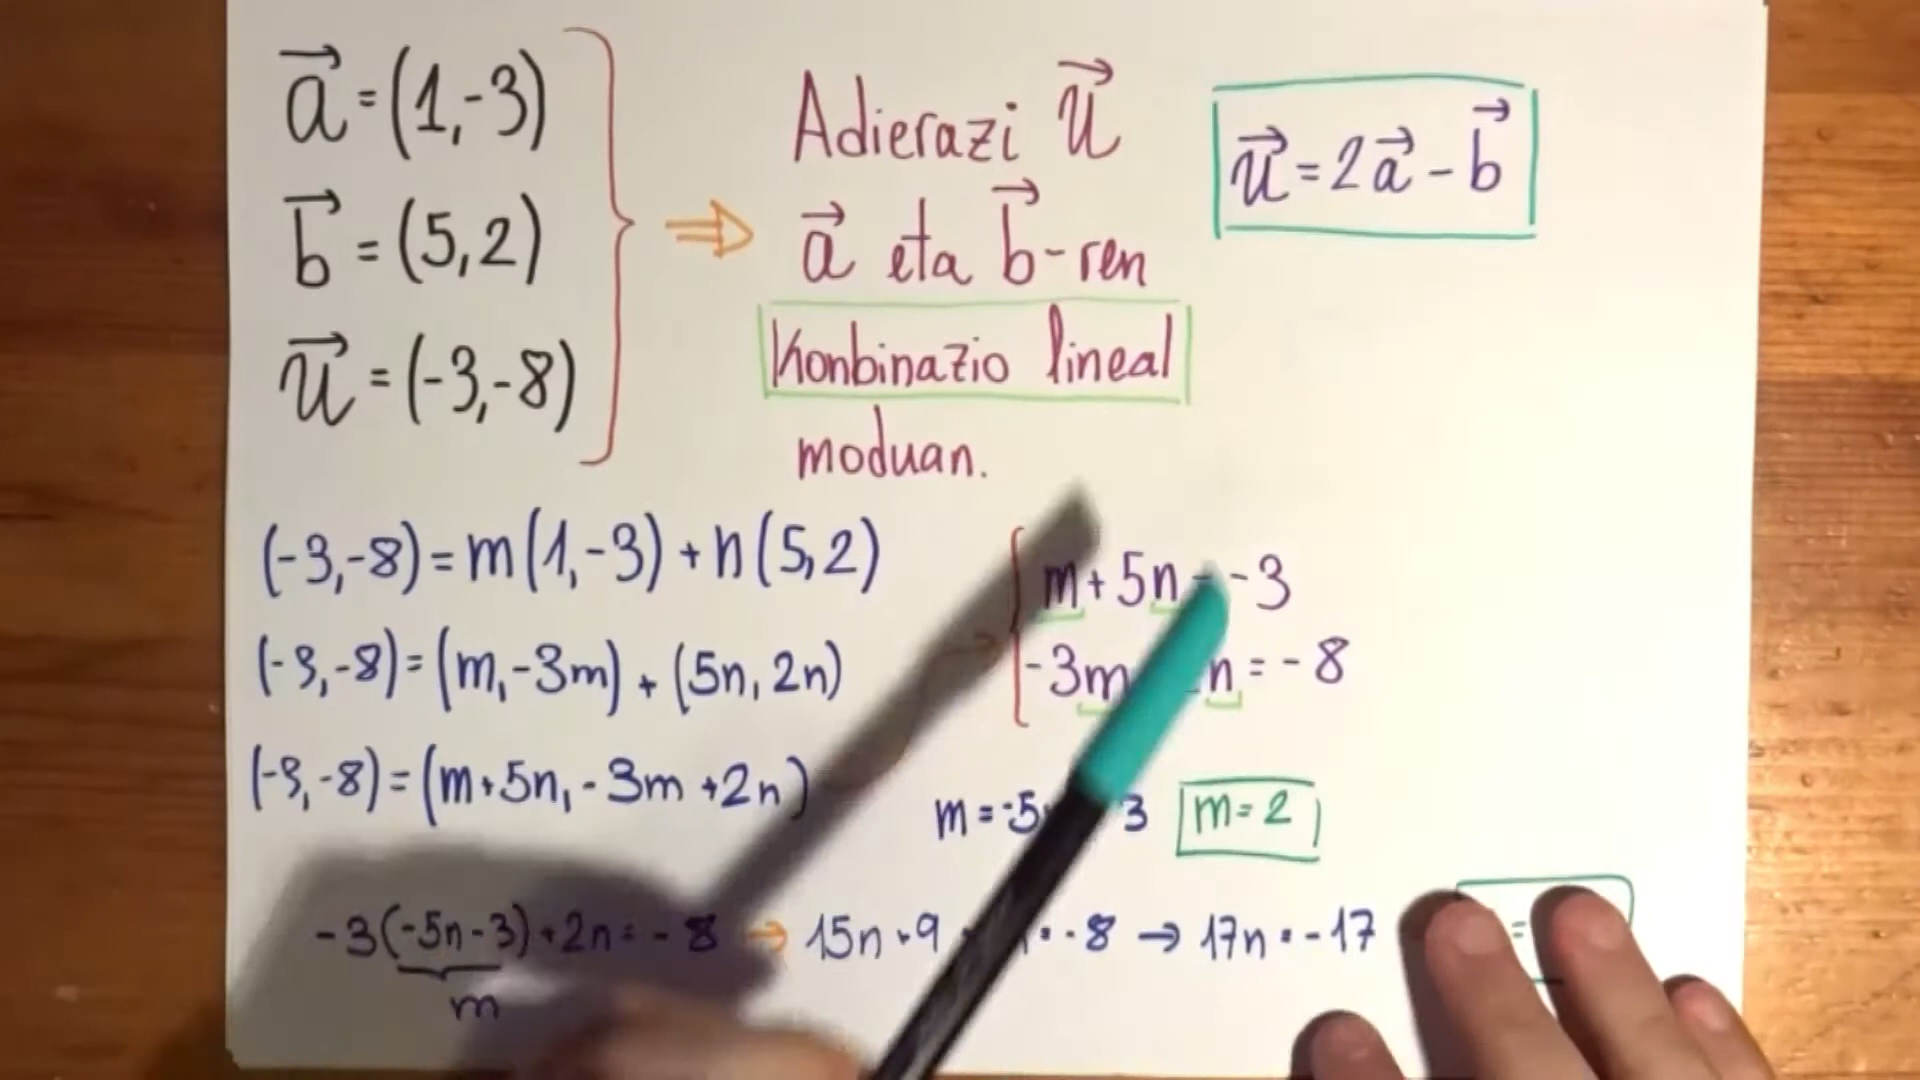 a⃗ = (1,-3)
b⃗ = (5,2)
u⃗ = (-3,-8)
Adierazi u⃗
a⃗ eta b⃗-ren
Konbinazio lineal
moduan.
u⃗ = 2a⃗ - b⃗
(-3,-8) = m(1,-3) + n(5,2)
(-3,-8) = (m,-3m) + (5n, 2n)
(-3,-8) = (m+5n, -3m +2n)
m + 5n - 3
-3m n = - 8
m = -5 3
m = 2
-3(-5n-3) + 2n = - 8 → 15n + 9 = -8 → 17n = -17
m
=